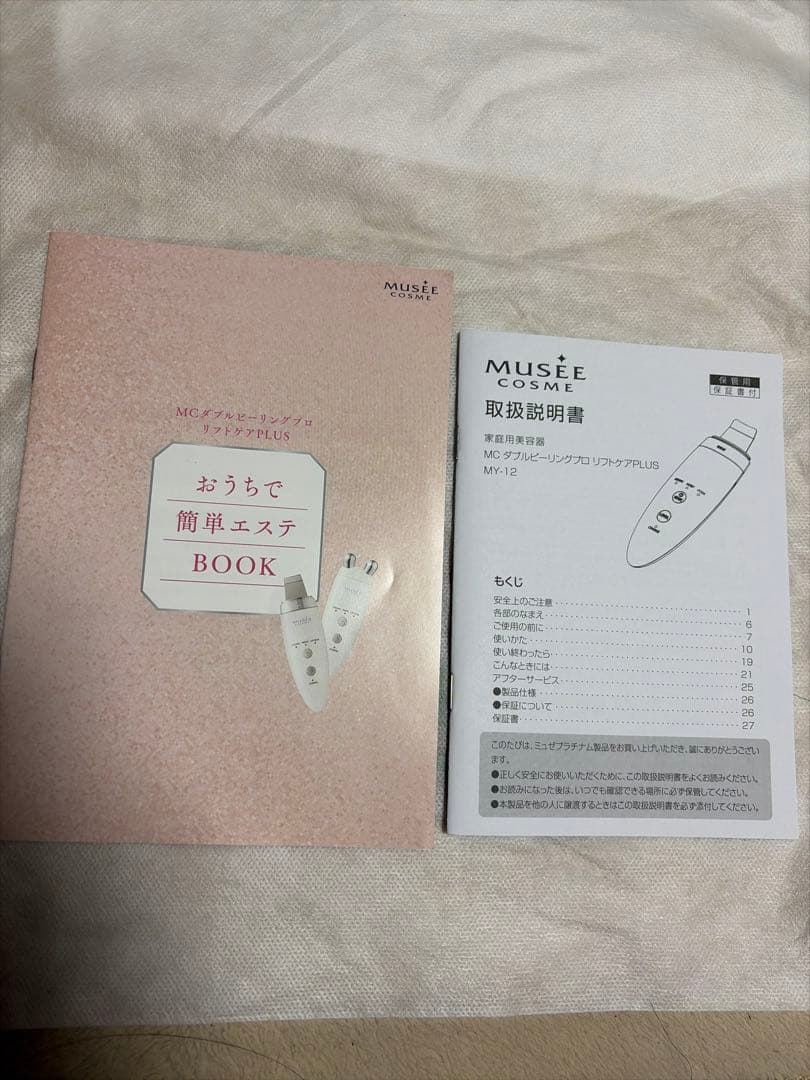 MUSÉE
COSME
MCダブルピーリングプロ
リフトケアPLUS
おうちで
簡単エステ
BOOK
MUSÉE
COSME
保管用
保証書付
取扱説明書
家庭用美容器
MC ダブルピーリングプロ リフトケアPLUS
MY-12
もくじ
安全上のご注意 1
各部のなまえ 6
ご使用の前に 7
使いかた 10
使い終わったら 19
こんなときには 21
アフターサービス 25
●製品仕様 26
●保証について 26
保証書 27
このたびは、ミュゼプラチナム製品をお買い上げいただき、誠にありがとうござい
ます。
●正しく安全にお使いいただくために、この取扱説明書をよくお読みください。
●お読みになった後は、いつでも確認できる場所に必ず保管してください。
●本製品を他の人に譲渡するときはこの取扱説明書を必ず添付してください。